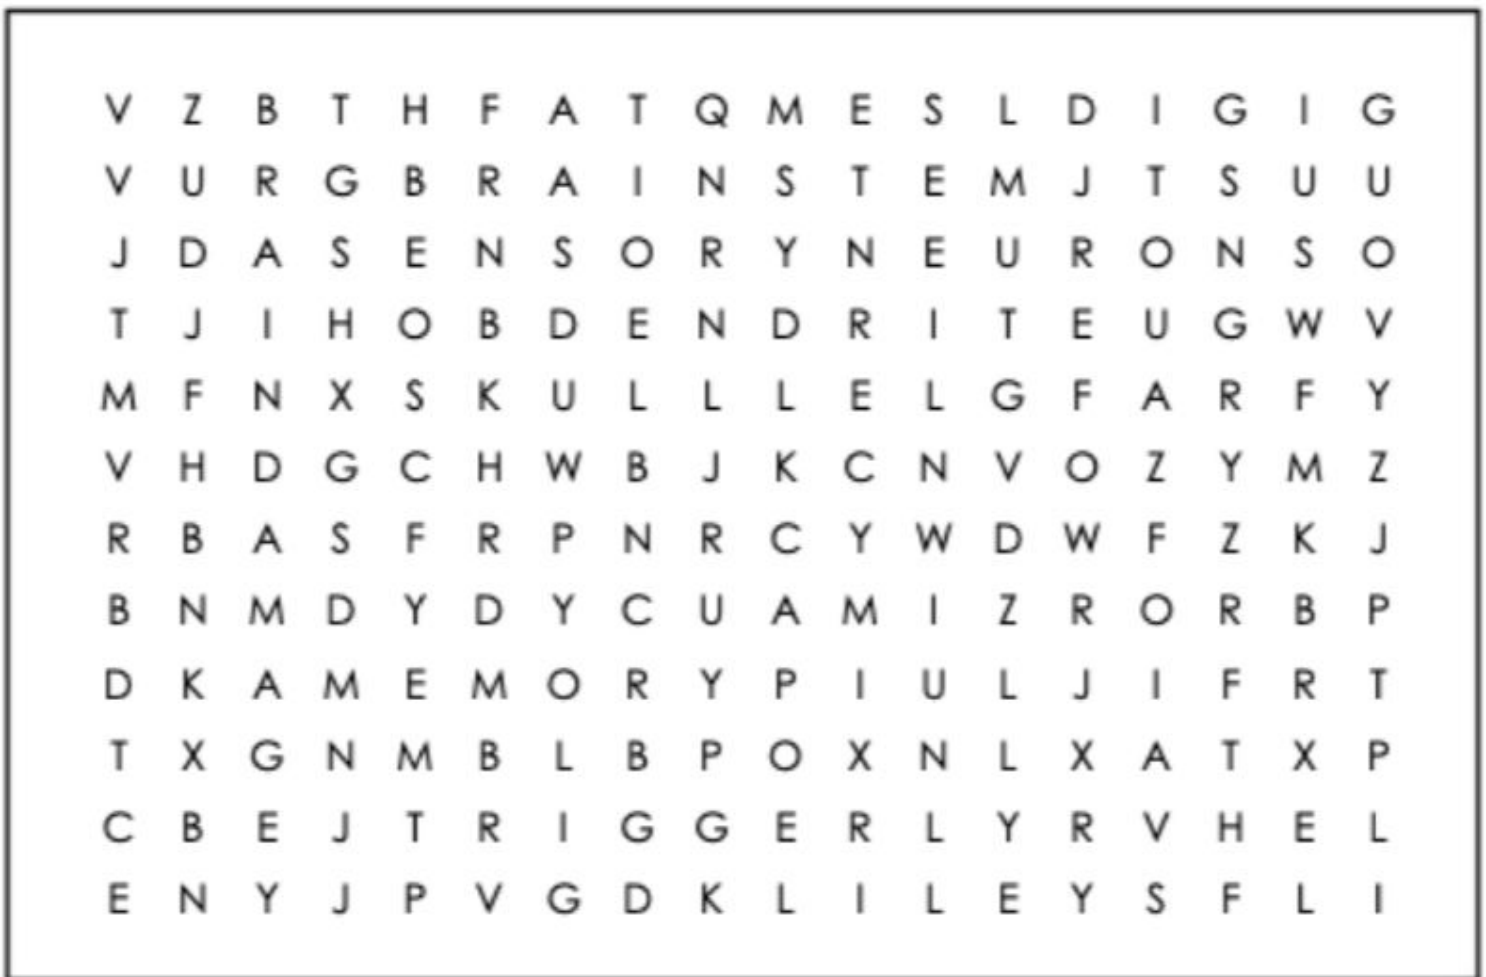 V Z B T H F A T Q M E S L D I G I G
V U R G B R A I N S T E M J T S U U
J D A S E N S O R Y N E U R O N S O
T J I H O B D E N D R I T E U G W V
M F N X S K U L L L E L G F A R F Y
V H D G C H W B J K C N V O Z Y M Z
R B A S F R P N R C Y W D W F Z K J
B N M D Y D Y C U A M I Z R O R B P
D K A M E M O R Y P I U L J I F R T
T X G N M B L B P O X N L X A T X P
C B E J T R I G G E R L Y R V H E L
E N Y J P V G D K L I L E Y S F L I